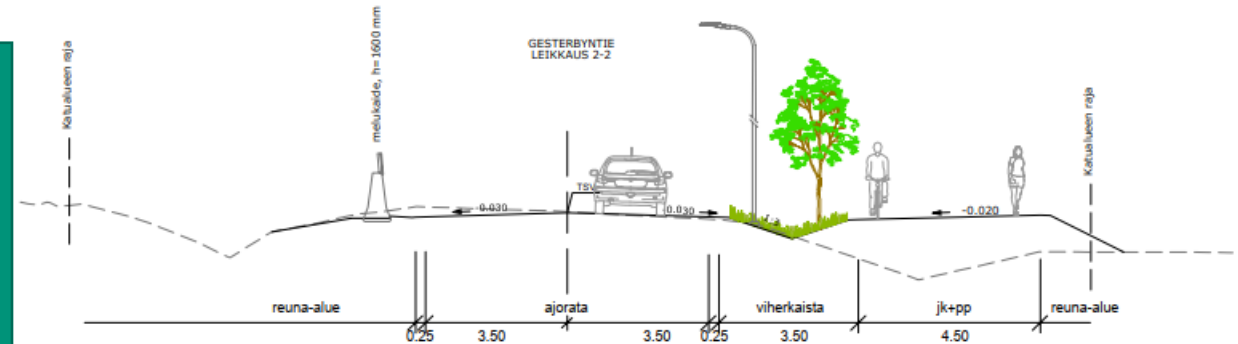 GESTERBYNTIE
LEIKKAUS 2-2
Katualueen raja
melukaide, h=1600 mm
Katualueen raja
TSV
0.030
0.030
-0.020
reuna-alue
ajorata
viherkaista
jk+pp
reuna-alue
0.25
3.50
3.50
0.25
3.50
4.50